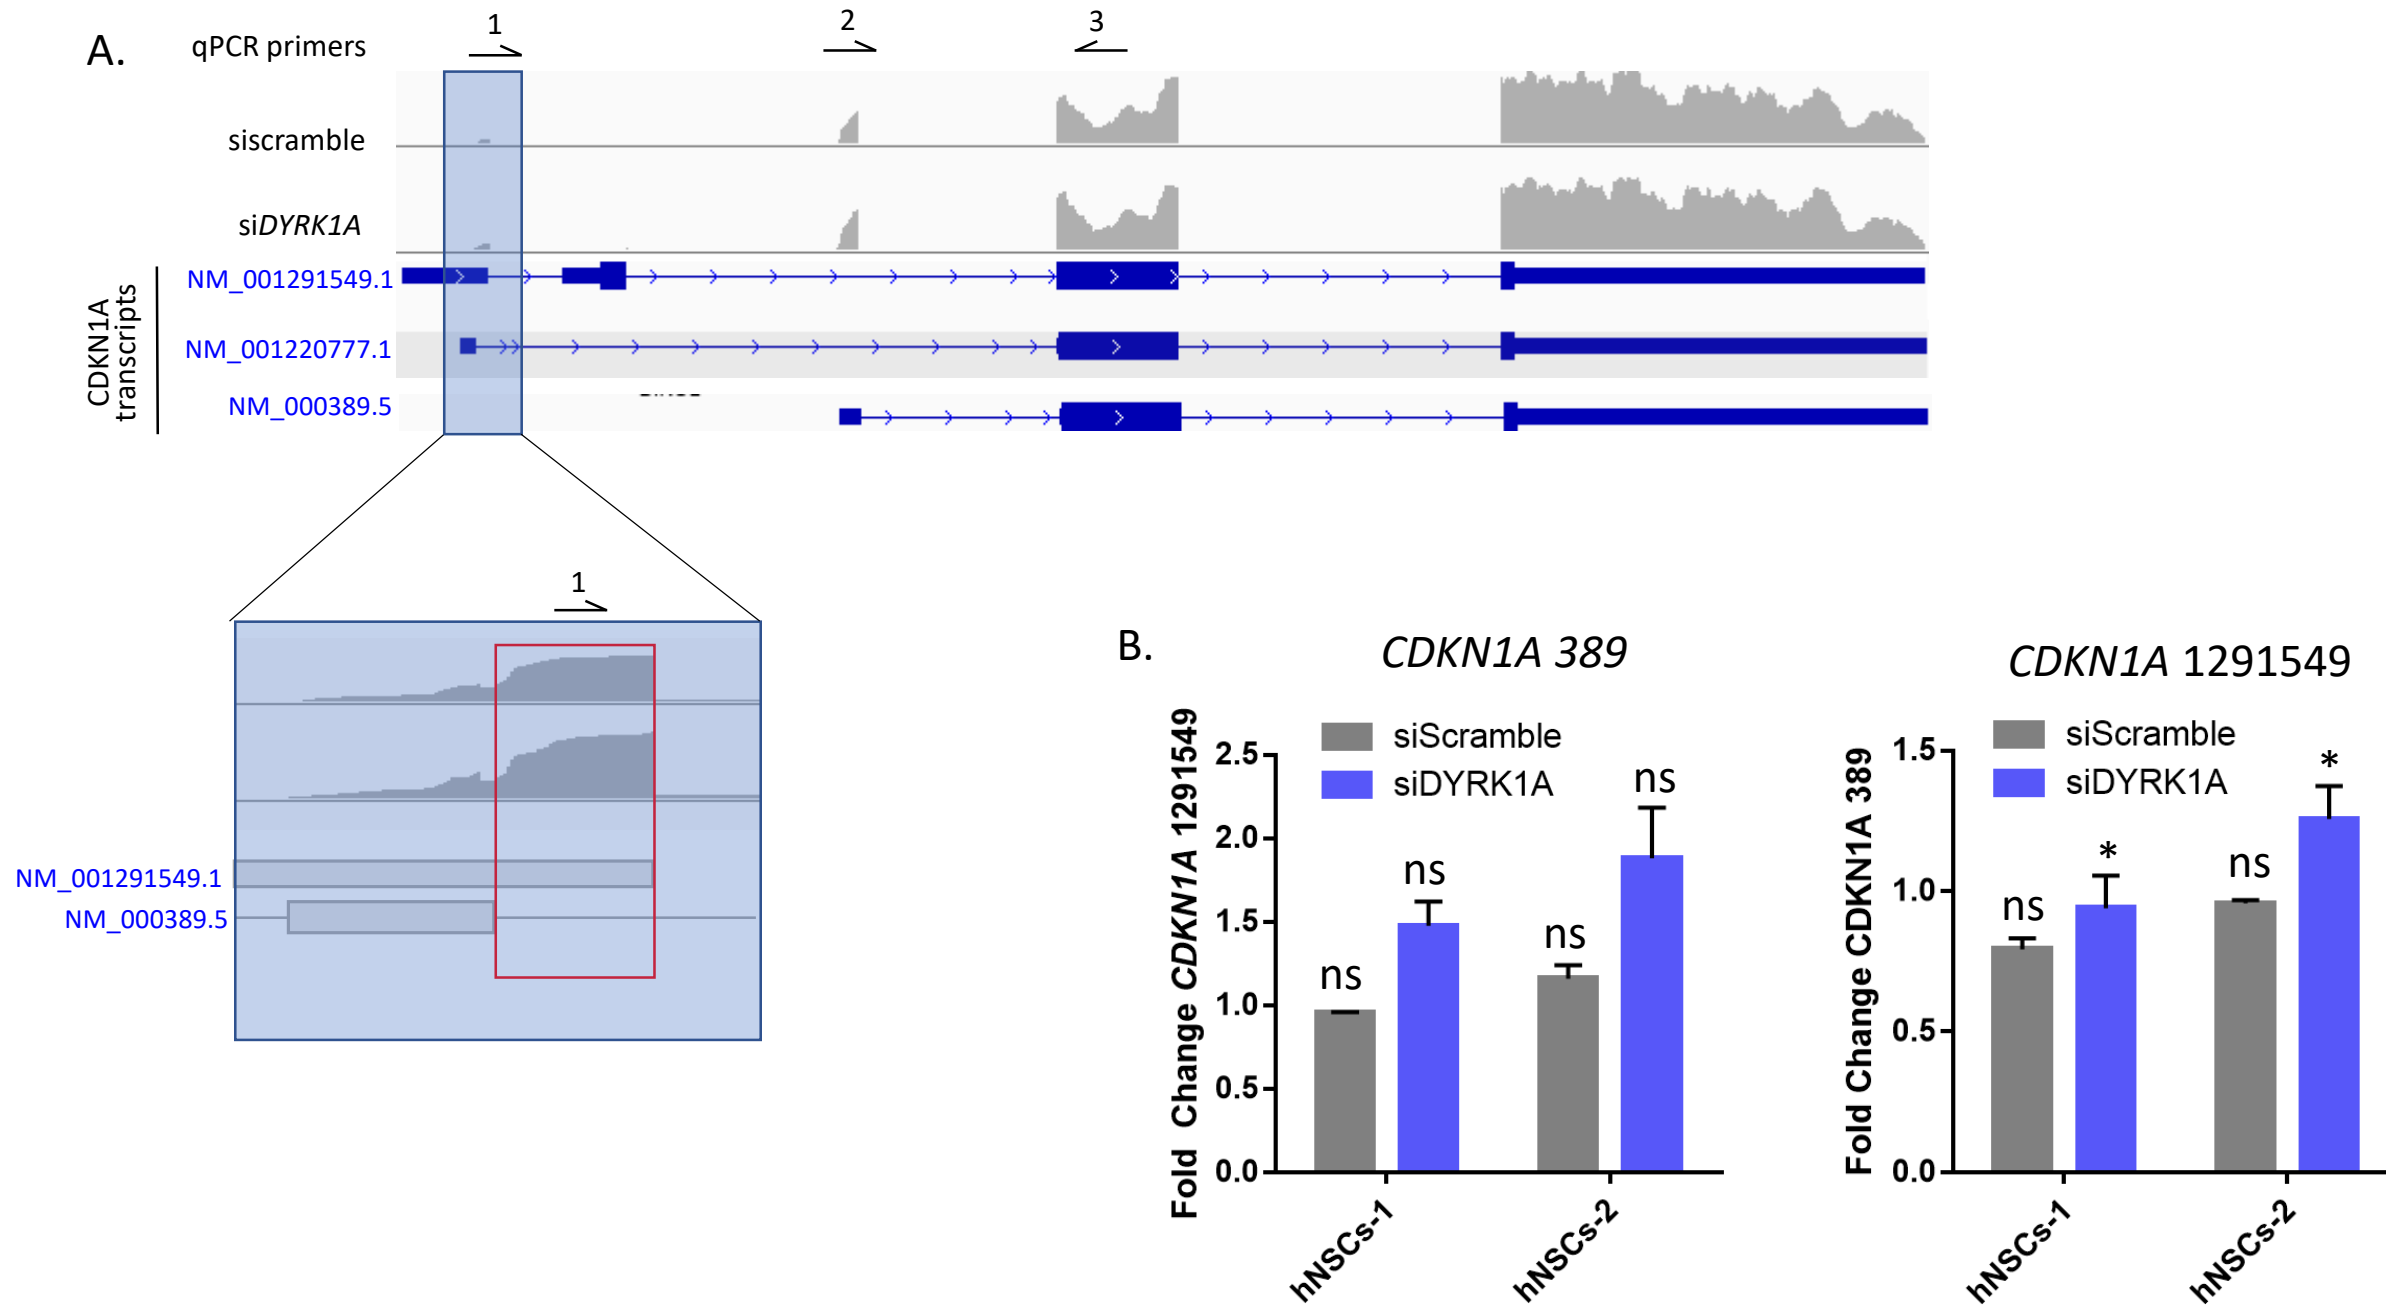 A.
qPCR primers
1
2
3
siscramble
siDYRK1A
CDKN1A
transcripts
NM_001291549.1
NM_001220777.1
NM_000389.5
1
NM_001291549.1
NM_000389.5
B.
CDKN1A 389
Fold Change CDKN1A 1291549
siScramble
siDYRK1A
2.5
2.0
1.5
1.0
0.5
0.0
ns
ns
ns
ns
hNSCs-1
hNSCs-2
CDKN1A 1291549
Fold Change CDKN1A 389
siScramble
siDYRK1A
1.5
1.0
0.5
0.0
ns
*
ns
*
hNSCs-1
hNSCs-2